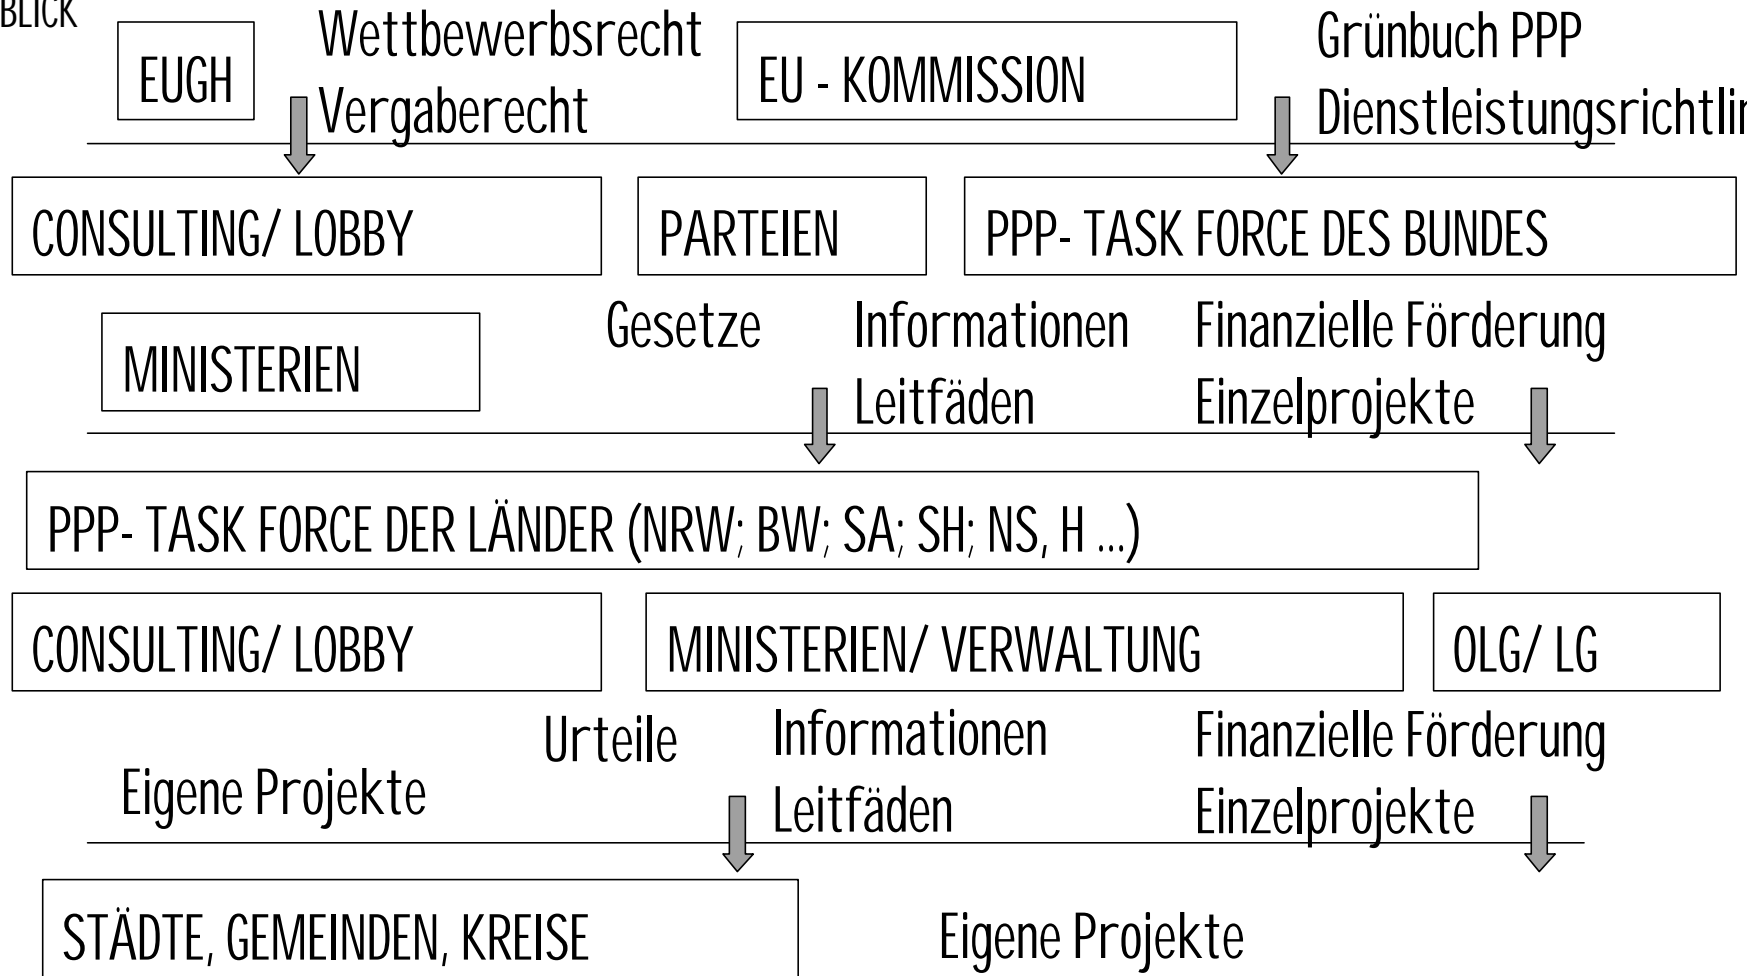 BLICK
EUGH
Wettbewerbsrecht
Vergaberecht
EU - KOMMISSION
Grünbuch PPP
CONSULTING/ LOBBY
PARTEIEN
PPP- TASK FORCE DES BUNDES
MINISTERIEN
Gesetze
Informationen
Leitfäden
Finanzielle Förderung
Einzelprojekte
PPP- TASK FORCE DER LÄNDER (NRW; BW; SA; SH; NS, H ...)
CONSULTING/ LOBBY
MINISTERIEN/ VERWALTUNG
OLG/ LG
Eigene Projekte
Urteile
Informationen
Leitfäden
Finanzielle Förderung
Einzelprojekte
STÄDTE, GEMEINDEN, KREISE
Eigene Projekte